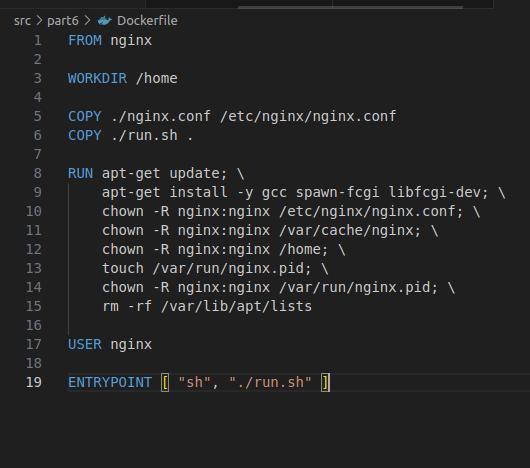 src > part6 > Dockerfile
1 FROM nginx
2
3 WORKDIR /home
4
5 COPY ./nginx.conf /etc/nginx/nginx.conf
6 COPY ./run.sh .
7
8 RUN apt-get update; \
9     apt-get install -y gcc spawn-fcgi libfcgi-dev; \
10     chown -R nginx:nginx /etc/nginx/nginx.conf; \
11     chown -R nginx:nginx /var/cache/nginx; \
12     chown -R nginx:nginx /home; \
13     touch /var/run/nginx.pid; \
14     chown -R nginx:nginx /var/run/nginx.pid; \
15     rm -rf /var/lib/apt/lists
16
17 USER nginx
18
19 ENTRYPOINT [ "sh", "./run.sh" ]